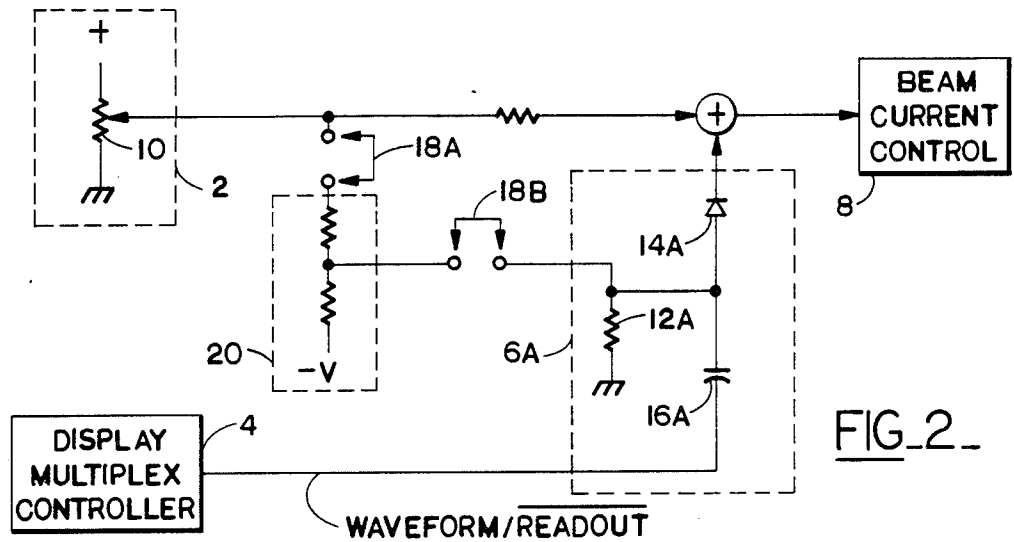 +
10
2
18A
18B
+
BEAM
CURRENT
CONTROL
8
14A
12A
6A
16A
20
-V
DISPLAY
MULTIPLEX
CONTROLLER
4
WAVEFORM/READOUT
FIG_2_